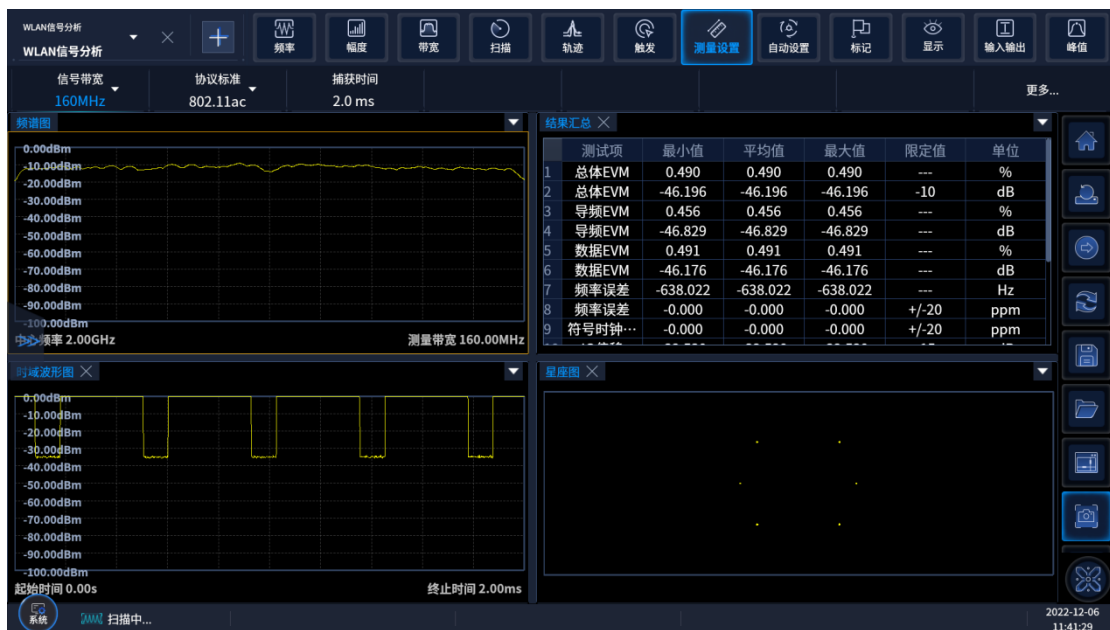 WLAN信号分析
WLAN信号分析
频率 幅度 带宽 扫描 轨迹 触发 测量设置 自动设置 标记 显示 输入输出 峰值
信号带宽 协议标准 捕获时间
160MHz 802.11ac 2.0 ms 更多...
频谱图
0.00dBm
-10.00dBm
-20.00dBm
-30.00dBm
-40.00dBm
-50.00dBm
-60.00dBm
-70.00dBm
-80.00dBm
-90.00dBm
-100.00dBm
中心频率 2.00GHz 测量带宽 160.00MHz
结果汇总
测试项 最小值 平均值 最大值 限定值 单位
1 总体EVM 0.490 0.490 0.490 --- %
2 总体EVM -46.196 -46.196 -46.196 -10 dB
3 导频EVM 0.456 0.456 0.456 --- %
4 导频EVM -46.829 -46.829 -46.829 --- dB
5 数据EVM 0.491 0.491 0.491 --- %
6 数据EVM -46.176 -46.176 -46.176 --- dB
7 频率误差 -638.022 -638.022 -638.022 --- Hz
8 频率误差 -0.000 -0.000 -0.000 +/-20 ppm
9 符号时钟… -0.000 -0.000 -0.000 +/-20 ppm
时域波形图
0.00dBm
-10.00dBm
-20.00dBm
-30.00dBm
-40.00dBm
-50.00dBm
-60.00dBm
-70.00dBm
-80.00dBm
-90.00dBm
-100.00dBm
起始时间 0.00s 终止时间 2.00ms
星座图
系统 扫描中...
2022-12-06
11:41:29